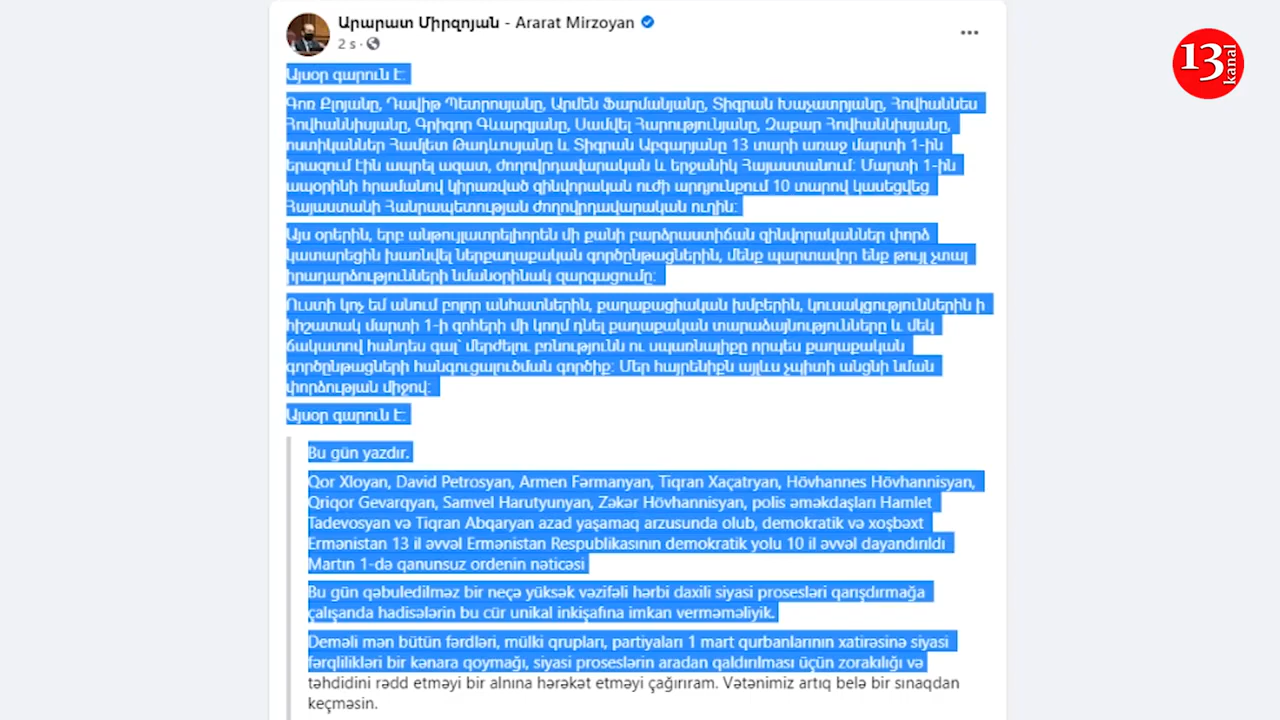 Արարատ Միրզոյան - Ararat Mirzoyan
2 s ·
13
kanal
Այսօր գարուն է:
Գոռ Քլոյանը, Դավիթ Պետրոսյանը, Արմեն Ֆարմանյանը, Տիգրան Խաչատրյանը, Հովհաննես
Հովհաննիսյանը, Գրիգոր Գևարգյանը, Սամվել Հարությունյանը, Զաքար Հովհաննիսյանը,
ոստիկաններ Համլետ Թադևոսյանը և Տիգրան Աբգարյանը 13 տարի առաջ մարտի 1-ին
երազում էին ապրել ազատ, ժողովրդավարական և երջանիկ Հայաստանում: Մարտի 1-ին
ապօրինի հրամանով կիրառված զինվորական ուժի արդյունքում 10 տարով կասեցվեց
Հայաստանի Հանրապետության ժողովրդավարական ուղին:
Այս օրերին, երբ անթույլատրելիորեն մի քանի բարձրաստիճան զինվորականներ փորձ
կատարեցին խառնվել ներքաղաքական գործընթացներին, մենք պարտավոր ենք թույլ չտալ
իրադարձությունների նմանօրինակ զարգացումը:
Ուստի կոչ եմ անում բոլոր անհատներին, քաղաքացիական խմբերին, կուսակցություններին ի
հիշատակ մարտի 1-ի զոհերի մի կողմ դնել քաղաքական տարաձայնությունները և մեկ
ճակատով հանդես գալ՝ մերժելու բռնությունն ու սպառնալիքը որպես քաղաքական
գործընթացների հանգուցալուծման գործիք: Մեր հայրենիքն այլևս չպիտի անցնի նման
փորձության միջով:
Այսօր գարուն է:
Bu gün yazdır.
Qor Xloyan, David Petrosyan, Armen Fərmanyan, Tiqran Xaçatryan, Hövhannes Hövhannisyan,
Qriqor Gevarqyan, Samvel Harutyunyan, Zəkər Hövhannisyan, polis əməkdaşları Hamlet
Tadevosyan və Tiqran Abqaryan azad yaşamaq arzusunda olub, demokratik və xoşbəxt
Ermənistan 13 il əvvəl Ermənistan Respublikasının demokratik yolu 10 il əvvəl dayandırıldı
Martın 1-də qanunsuz ordenin nəticəsi
Bu gün qəbuledilməz bir neçə yüksək vəzifəli hərbi daxili siyasi prosesləri qarışdırmağa
çalışanda hadisələrin bu cür unikal inkişafına imkan verməməliyik.
Deməli mən bütün fərdləri, mülki qrupları, partiyaları 1 mart qurbanlarının xatirəsinə siyasi
fərqlilikləri bir kənara qoymağı, siyasi proseslərin aradan qaldırılması üçün zorakılığı və
təhdidini rədd etməyi bir alnına hərəkət etməyi çağırıram. Vətənimiz artıq belə bir sınaqdan
keçməsin.